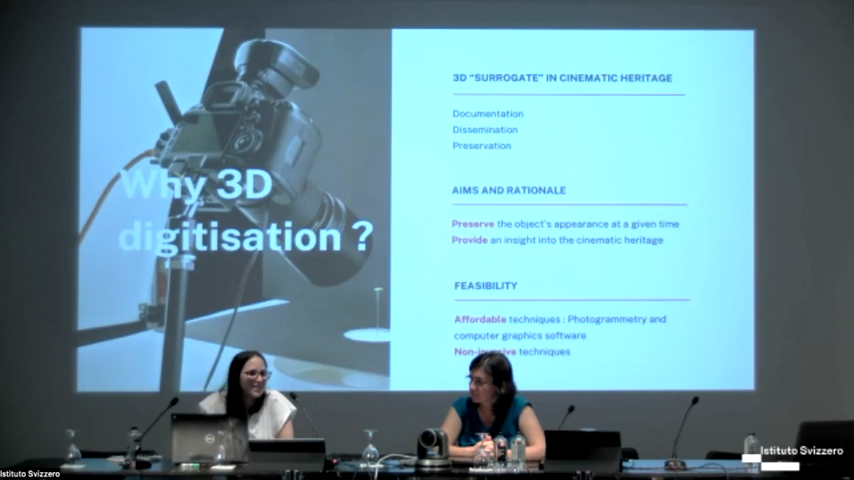 Why 3D
digitisation ?
3D "SURROGATE" IN CINEMATIC HERITAGE
Documentation
Dissemination
Preservation
AIMS AND RATIONALE
Preserve the object's appearance at a given time
Provide an insight into the cinematic heritage
FEASIBILITY
Affordable techniques : Photogrammetry and
computer graphics software
Non-invasive techniques
DELL
Istituto Svizzero
Istituto Svizzero